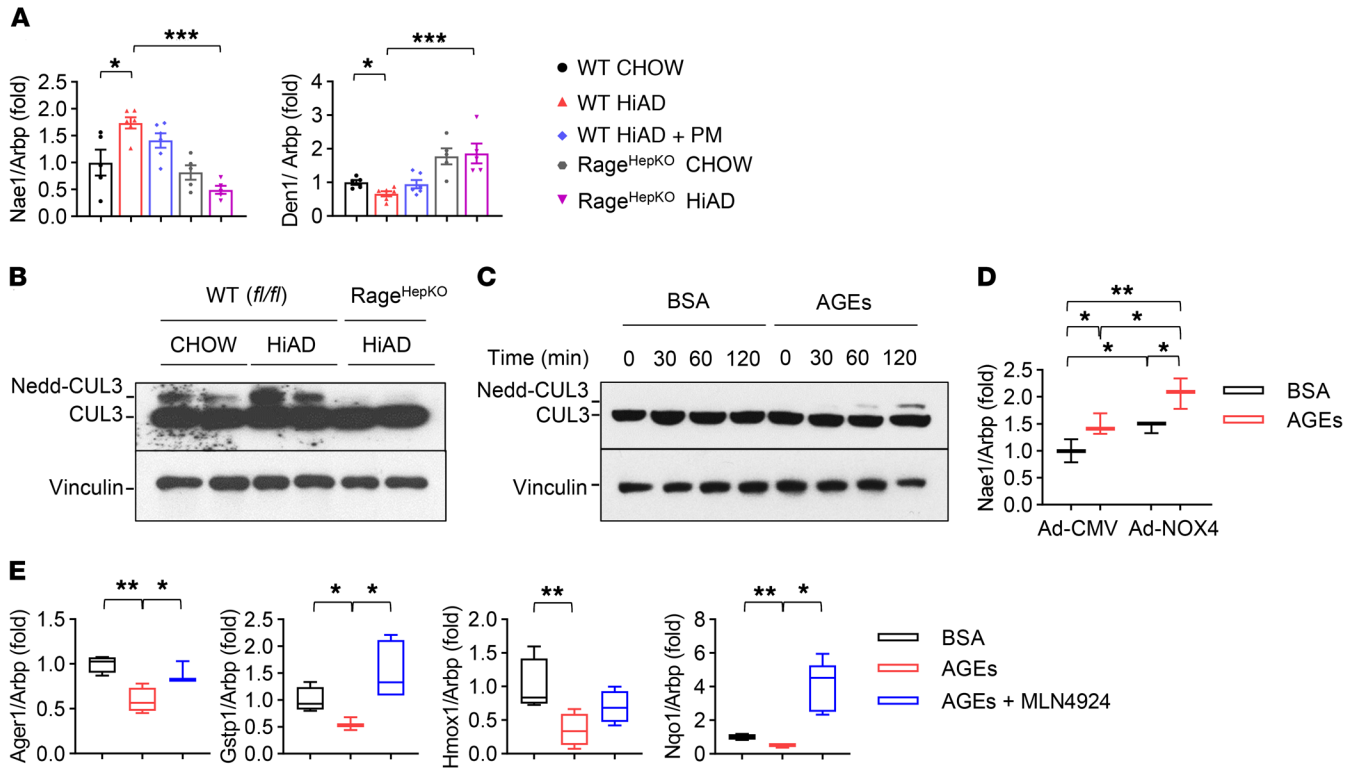 A
Nae1/Arbp (fold)
2.5
2.0
1.5
1.0
0.5
0.0
*
***
Den1/ Arbp (fold)
4
3
2
1
0
*
***
WT CHOW
WT HiAD
WT HiAD + PM
Rage^HepKO CHOW
Rage^HepKO HiAD
B
WT (fl/fl)
Rage^HepKO
CHOW
HiAD
HiAD
Nedd-CUL3
CUL3
Vinculin
C
BSA
AGEs
Time (min) 0 30 60 120 0 30 60 120
Nedd-CUL3
CUL3
Vinculin
D
**
* *
* *
Nae1/Arbp (fold)
2.5
2.0
1.5
1.0
0.5
0.0
Ad-CMV Ad-NOX4
BSA
AGEs
E
Ager1/Arbp (fold)
1.5
1.0
0.5
0.0
** *
Gstp1/Arbp (fold)
2.5
2.0
1.5
1.0
0.5
0.0
* *
Hmox1/Arbp (fold)
2.0
1.5
1.0
0.5
0.0
**
Nqo1/Arbp (fold)
8
6
4
2
0
** *
BSA
AGEs
AGEs + MLN4924